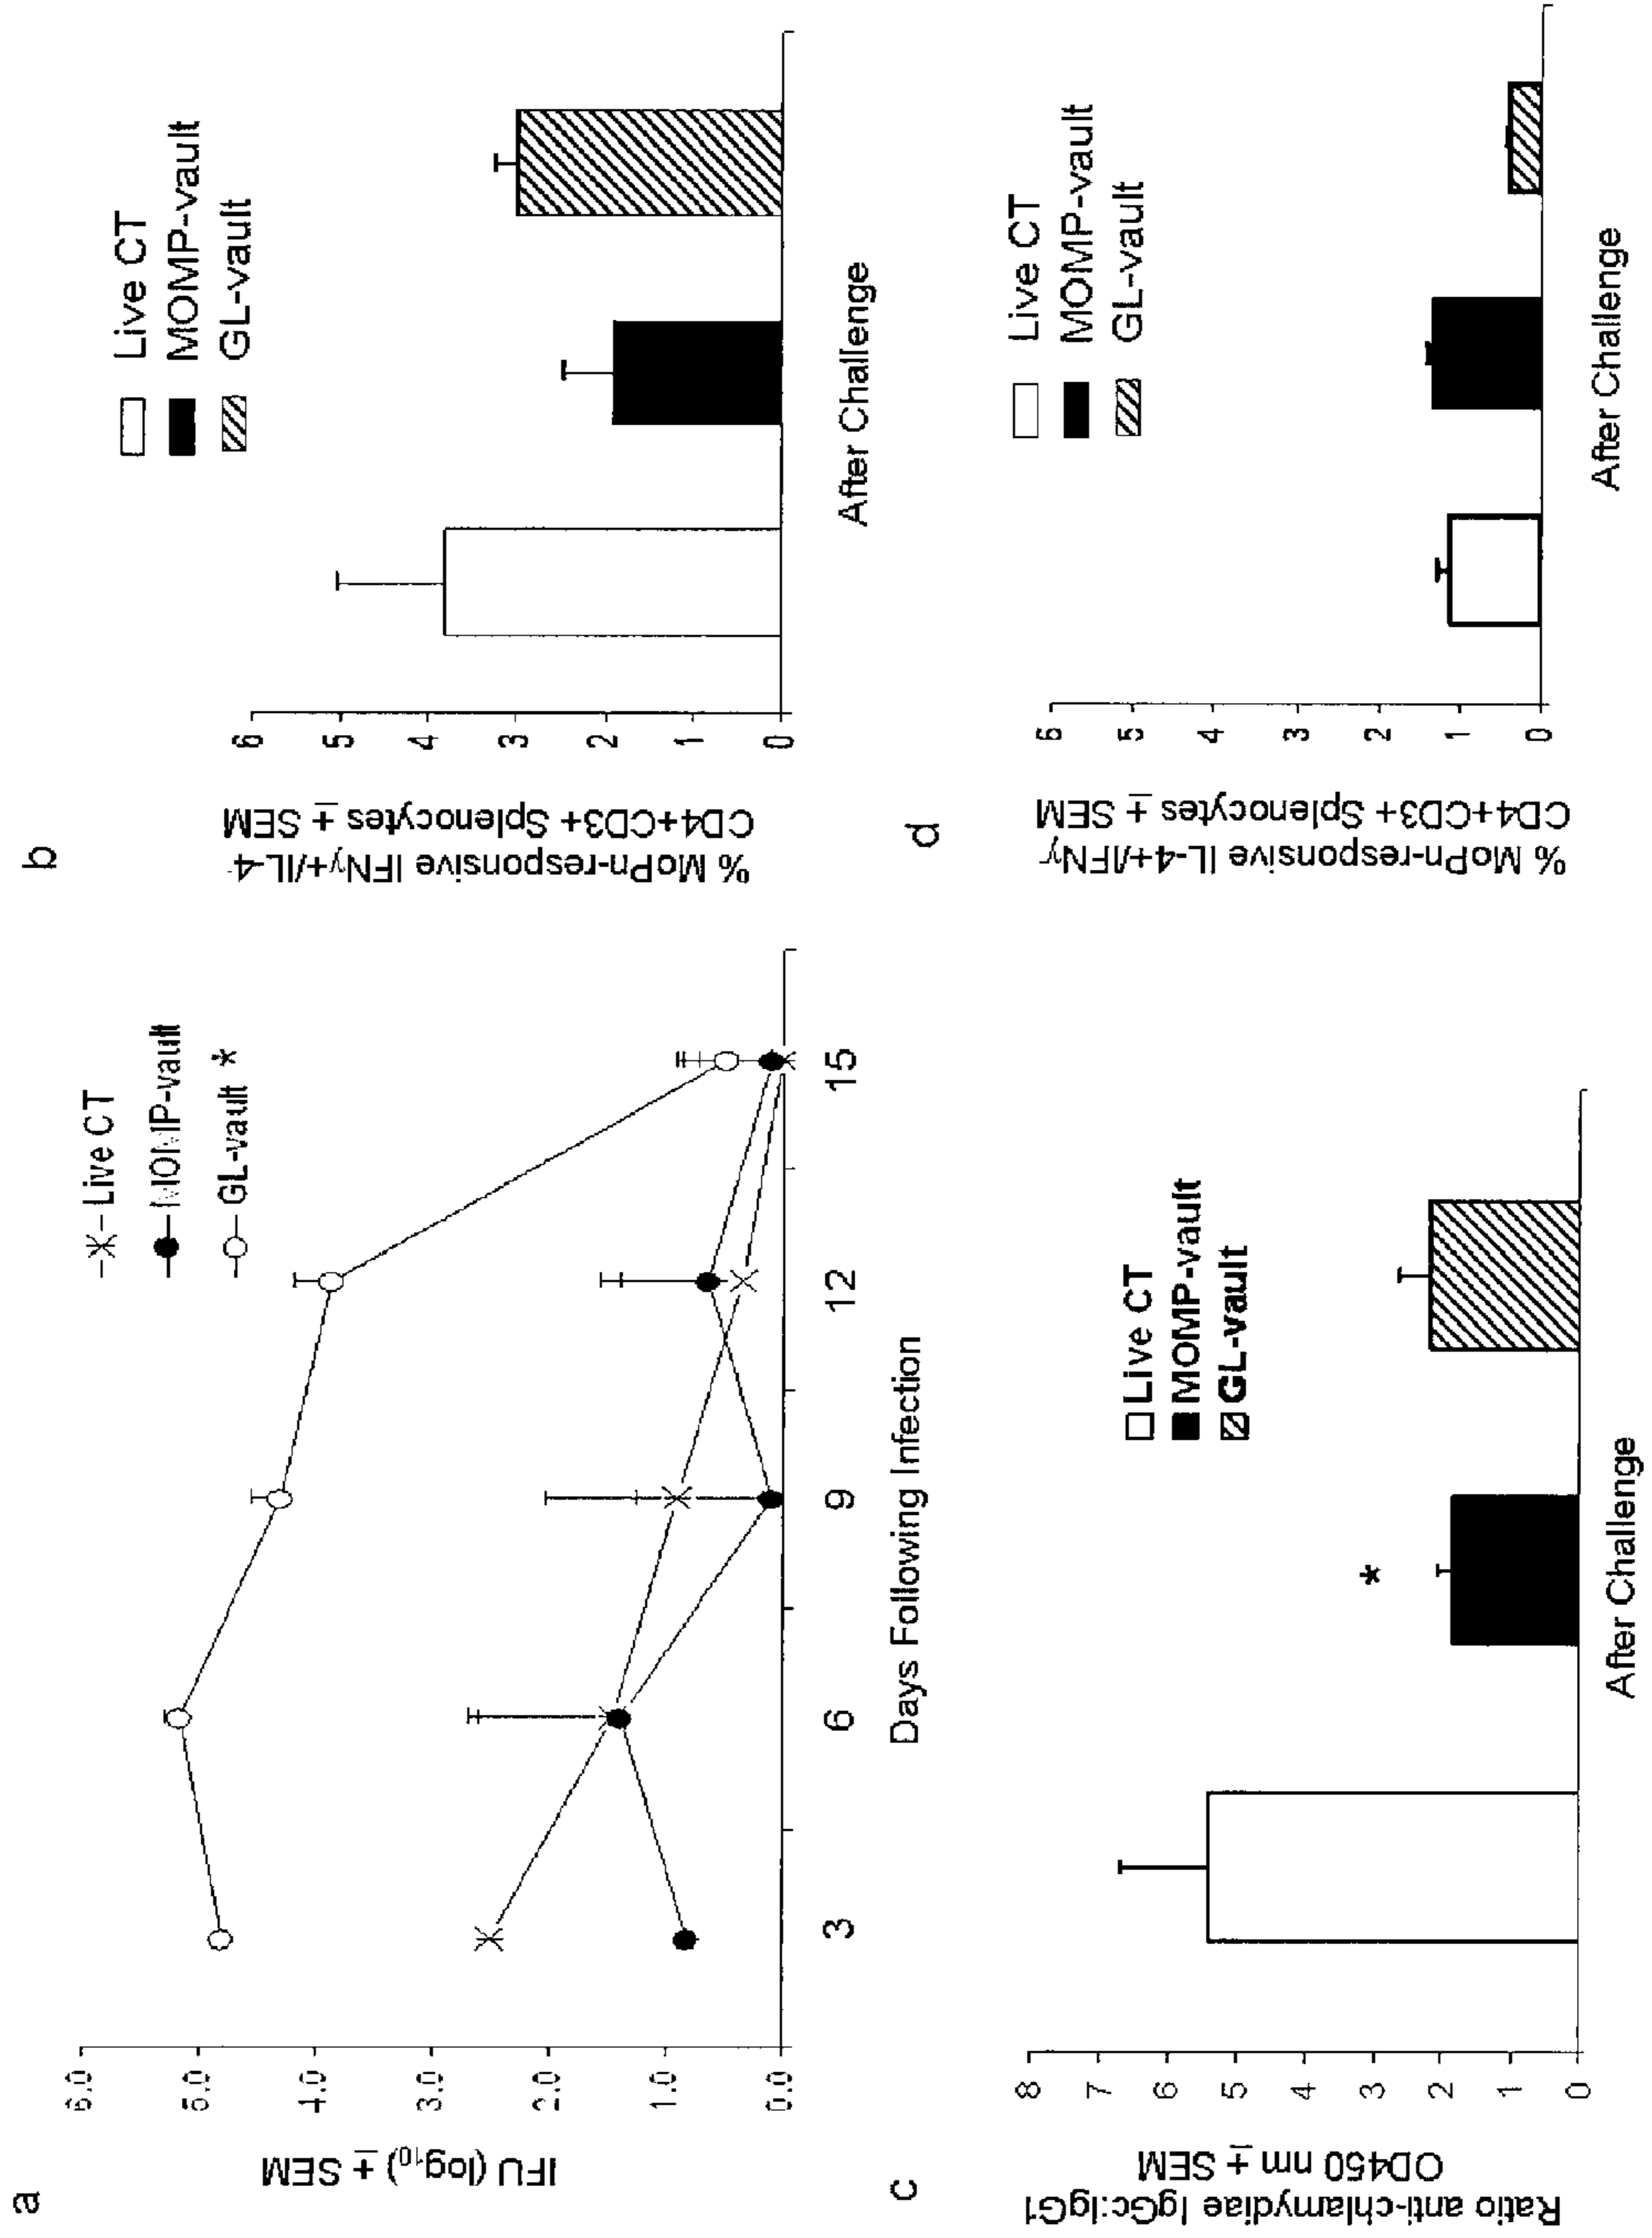 a
IFU (log10) ± SEM
6.0
5.0
4.0
3.0
2.0
1.0
0.0
3
6
9
12
15
Days Following Infection
Live CT
MOMP-vault
GL-vault *
b
% MoPn-responsive IFNγ+/IL-4-
CD4+CD3+ Splenocytes ± SEM
6
5
4
3
2
1
0
Live CT
MOMP-vault
GL-vault
After Challenge
c
Ratio anti-chlamydiae IgGc:IgG1
OD450 nm ± SEM
8
7
6
5
4
3
2
1
0
Live CT
MOMP-vault
GL-vault
*
After Challenge
d
% MoPn-responsive IL-4+/IFNγ
CD4+CD3+ Splenocytes ± SEM
6
5
4
3
2
1
0
Live CT
MOMP-vault
GL-vault
After Challenge